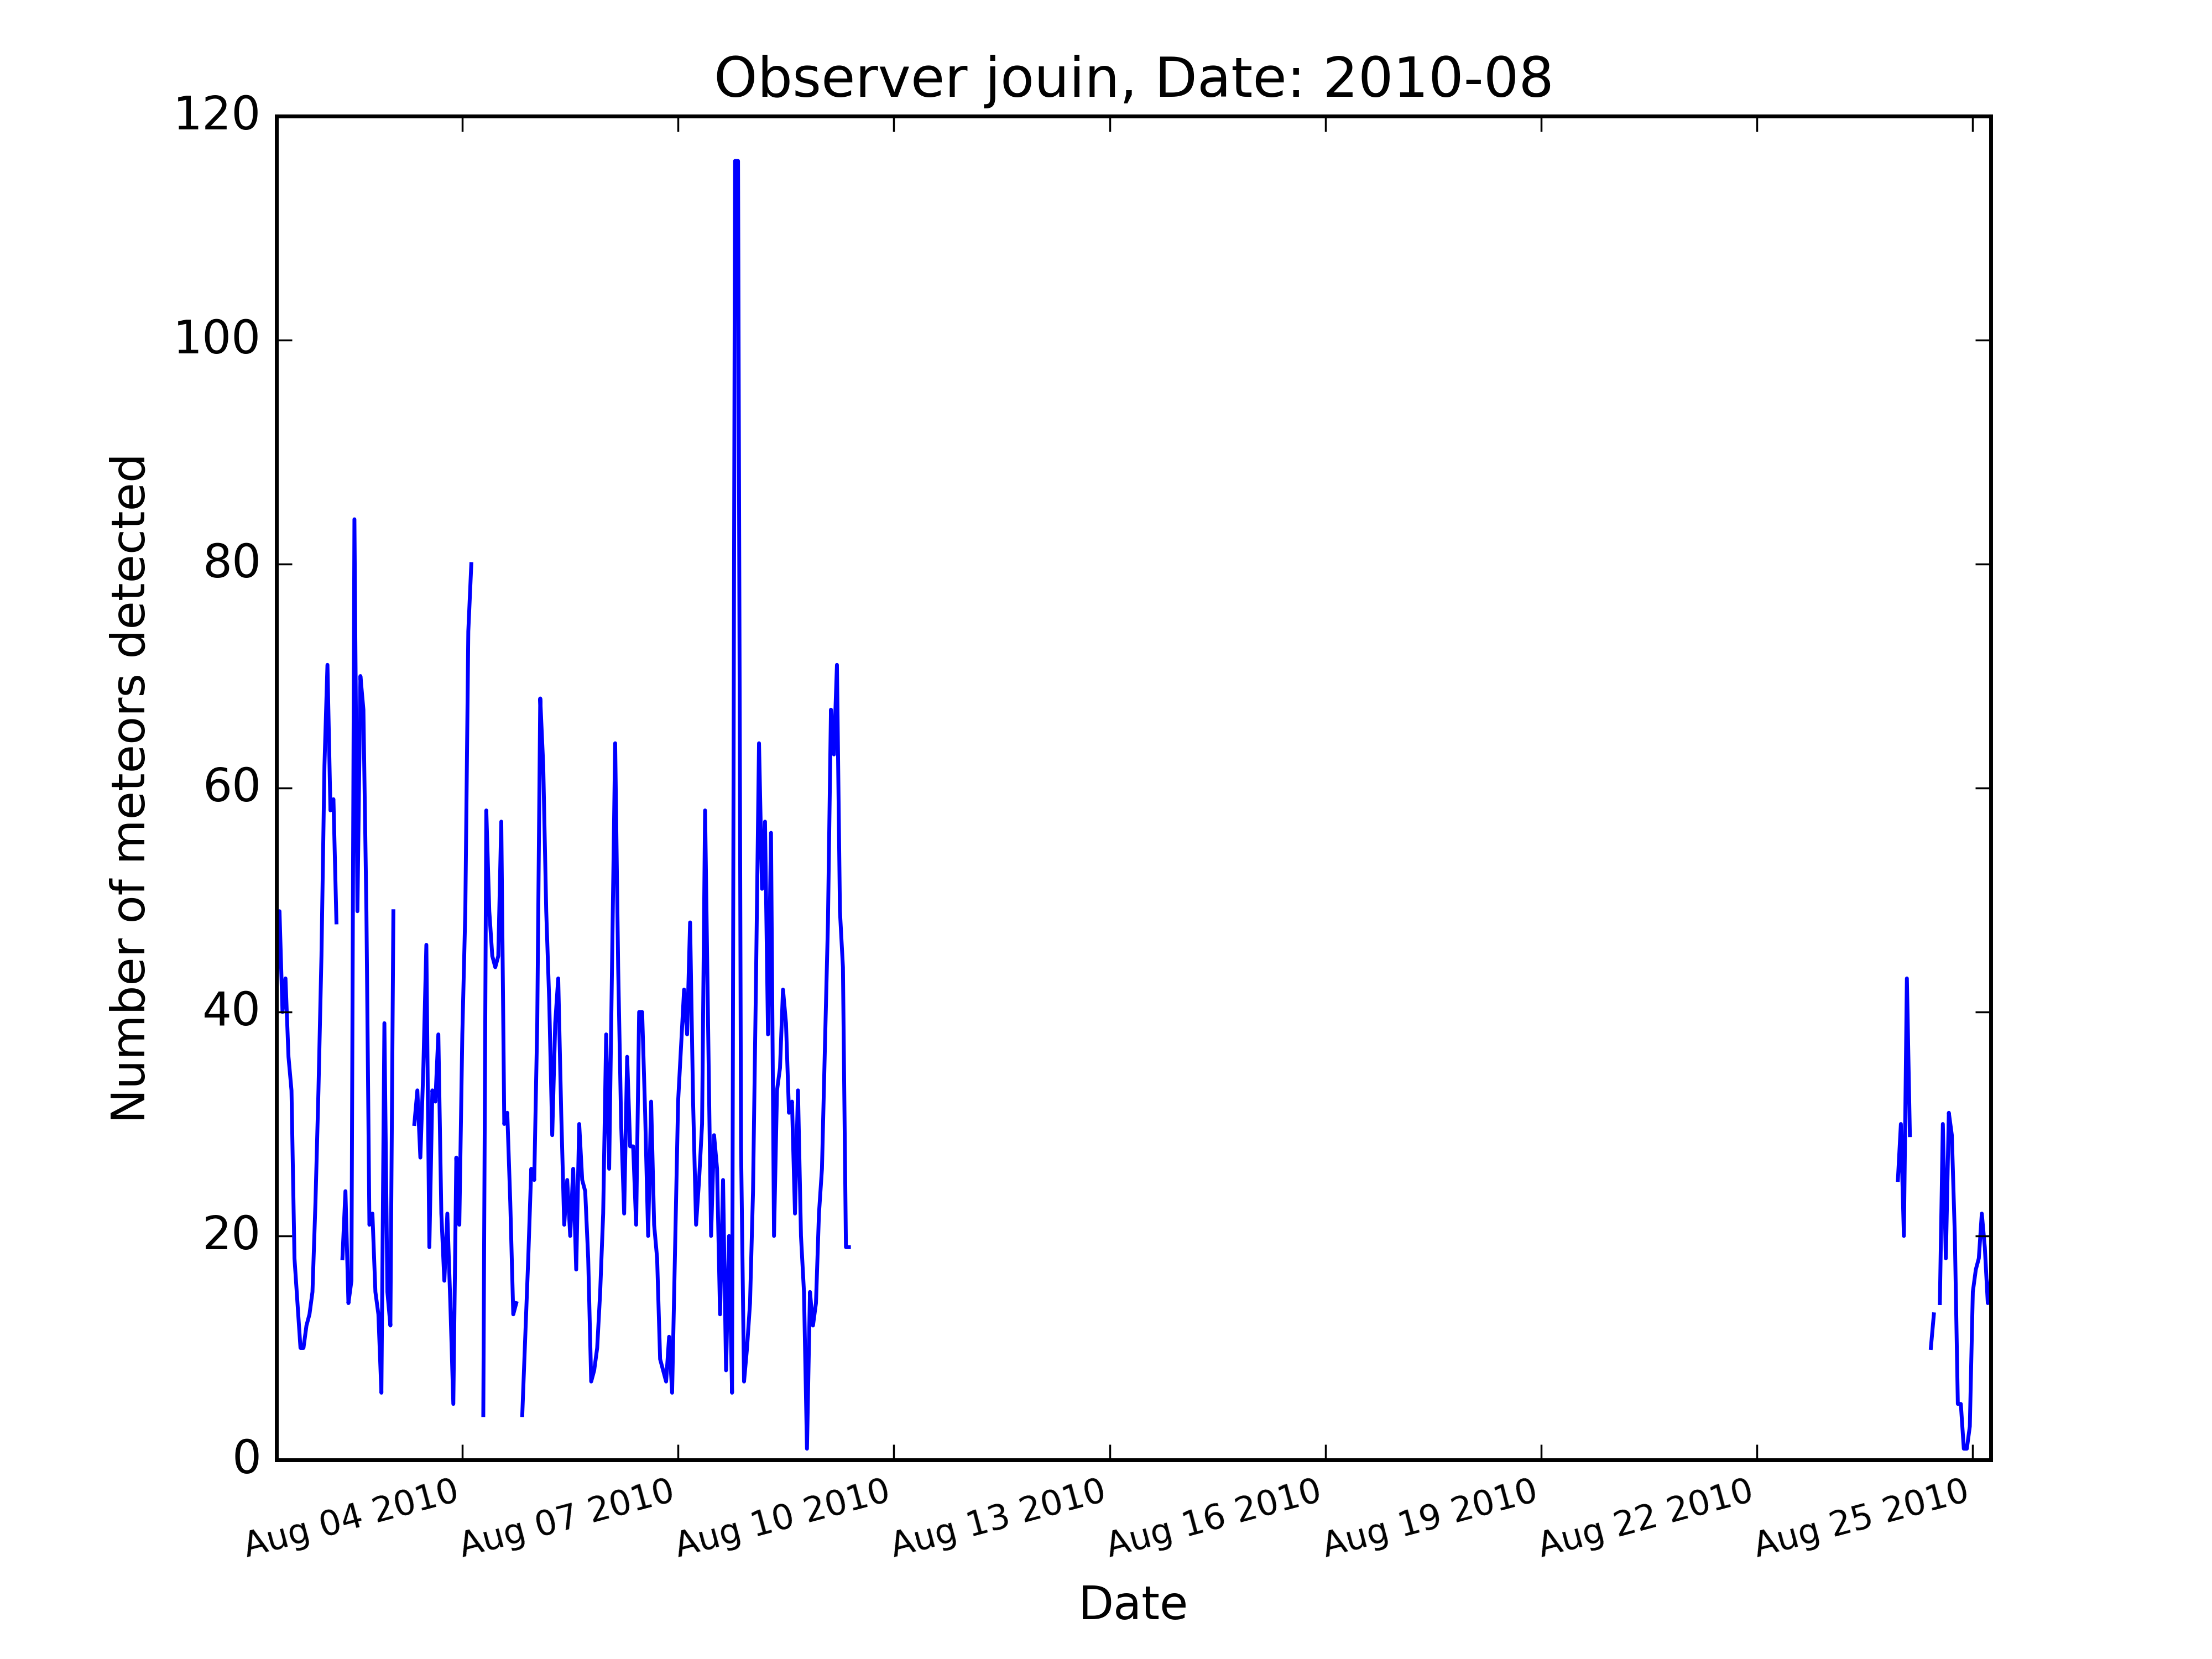 Observer jouin, Date: 2010-08
120
100
80
60
40
20
0
Number of meteors detected
Aug 04 2010
Aug 07 2010
Aug 10 2010
Aug 13 2010
Aug 16 2010
Aug 19 2010
Aug 22 2010
Aug 25 2010
Date